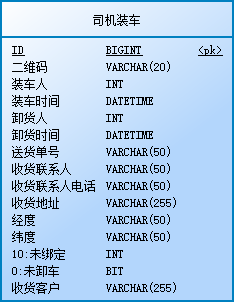 司机装车
ID BIGINT <pk>
二维码 VARCHAR(20)
装车人 INT
装车时间 DATETIME
卸货人 INT
卸货时间 DATETIME
送货单号 VARCHAR(50)
收货联系人 VARCHAR(50)
收货联系人电话 VARCHAR(50)
收货地址 VARCHAR(255)
经度 VARCHAR(50)
纬度 VARCHAR(50)
10:未绑定 INT
0:未卸车 BIT
收货客户 VARCHAR(255)